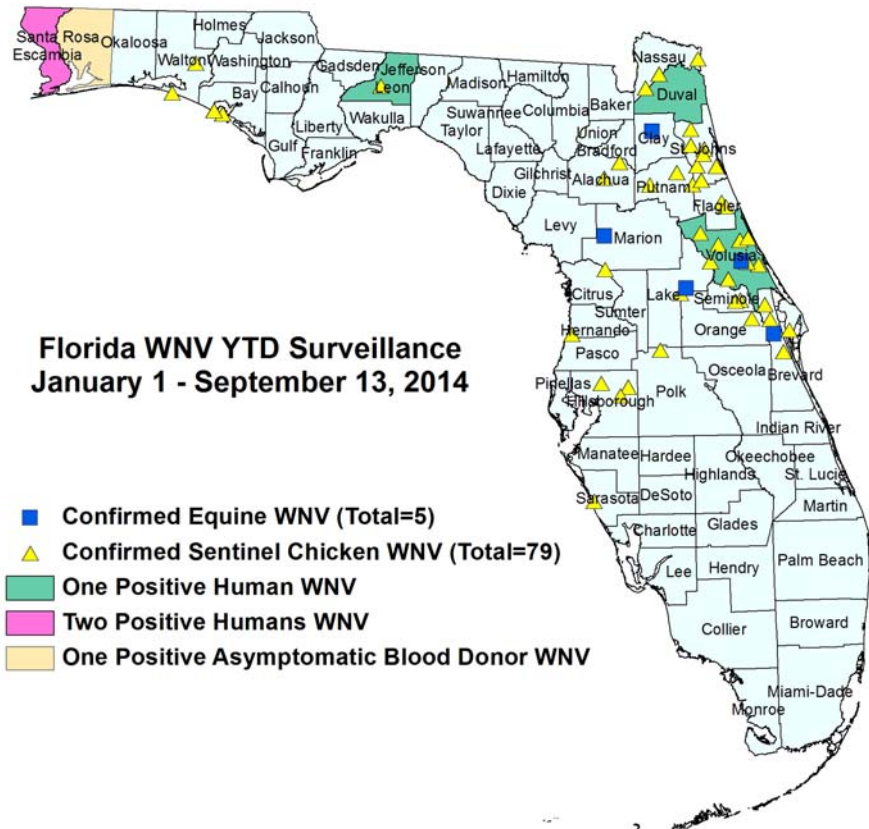 Holmes
Jackson
Santa Rosa
Escambia
Okaloosa
Walton
Washington
Gadsden
Jefferson
Leon
Madison
Hamilton
Nassau
Duval
Baker
Bay
Calhoun
Liberty
Wakulla
Suwannee
Columbia
Taylor
Union
Bradford
Clay
St. Johns
Gulf
Franklin
Lafayette
Gilchrist
Alachua
Putnam
Dixie
Flagler
Levy
Marion
Volusia
Citrus
Lake
Sumter
Seminole
Hernando
Orange
Pasco
Osceola
Brevard
Pinellas
Polk
Hillsborough
Indian River
Manatee
Hardee
Okeechobee
Highlands
St. Lucie
Sarasota
DeSoto
Martin
Charlotte
Glades
Lee
Hendry
Palm Beach
Collier
Broward
Miami-Dade
Monroe
Florida WNV YTD Surveillance
January 1 - September 13, 2014
Confirmed Equine WNV (Total=5)
Confirmed Sentinel Chicken WNV (Total=79)
One Positive Human WNV
Two Positive Humans WNV
One Positive Asymptomatic Blood Donor WNV